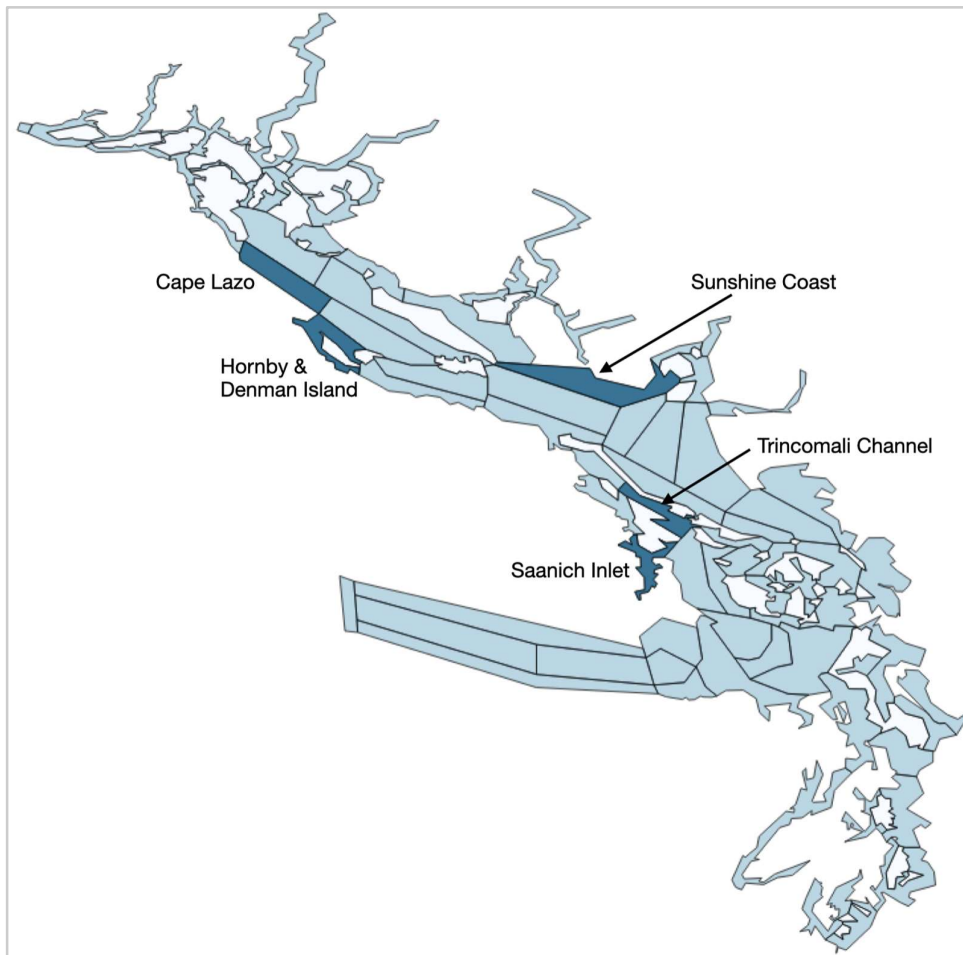 Cape Lazo
Sunshine Coast
Hornby &
Denman Island
Trincomali Channel
Saanich Inlet